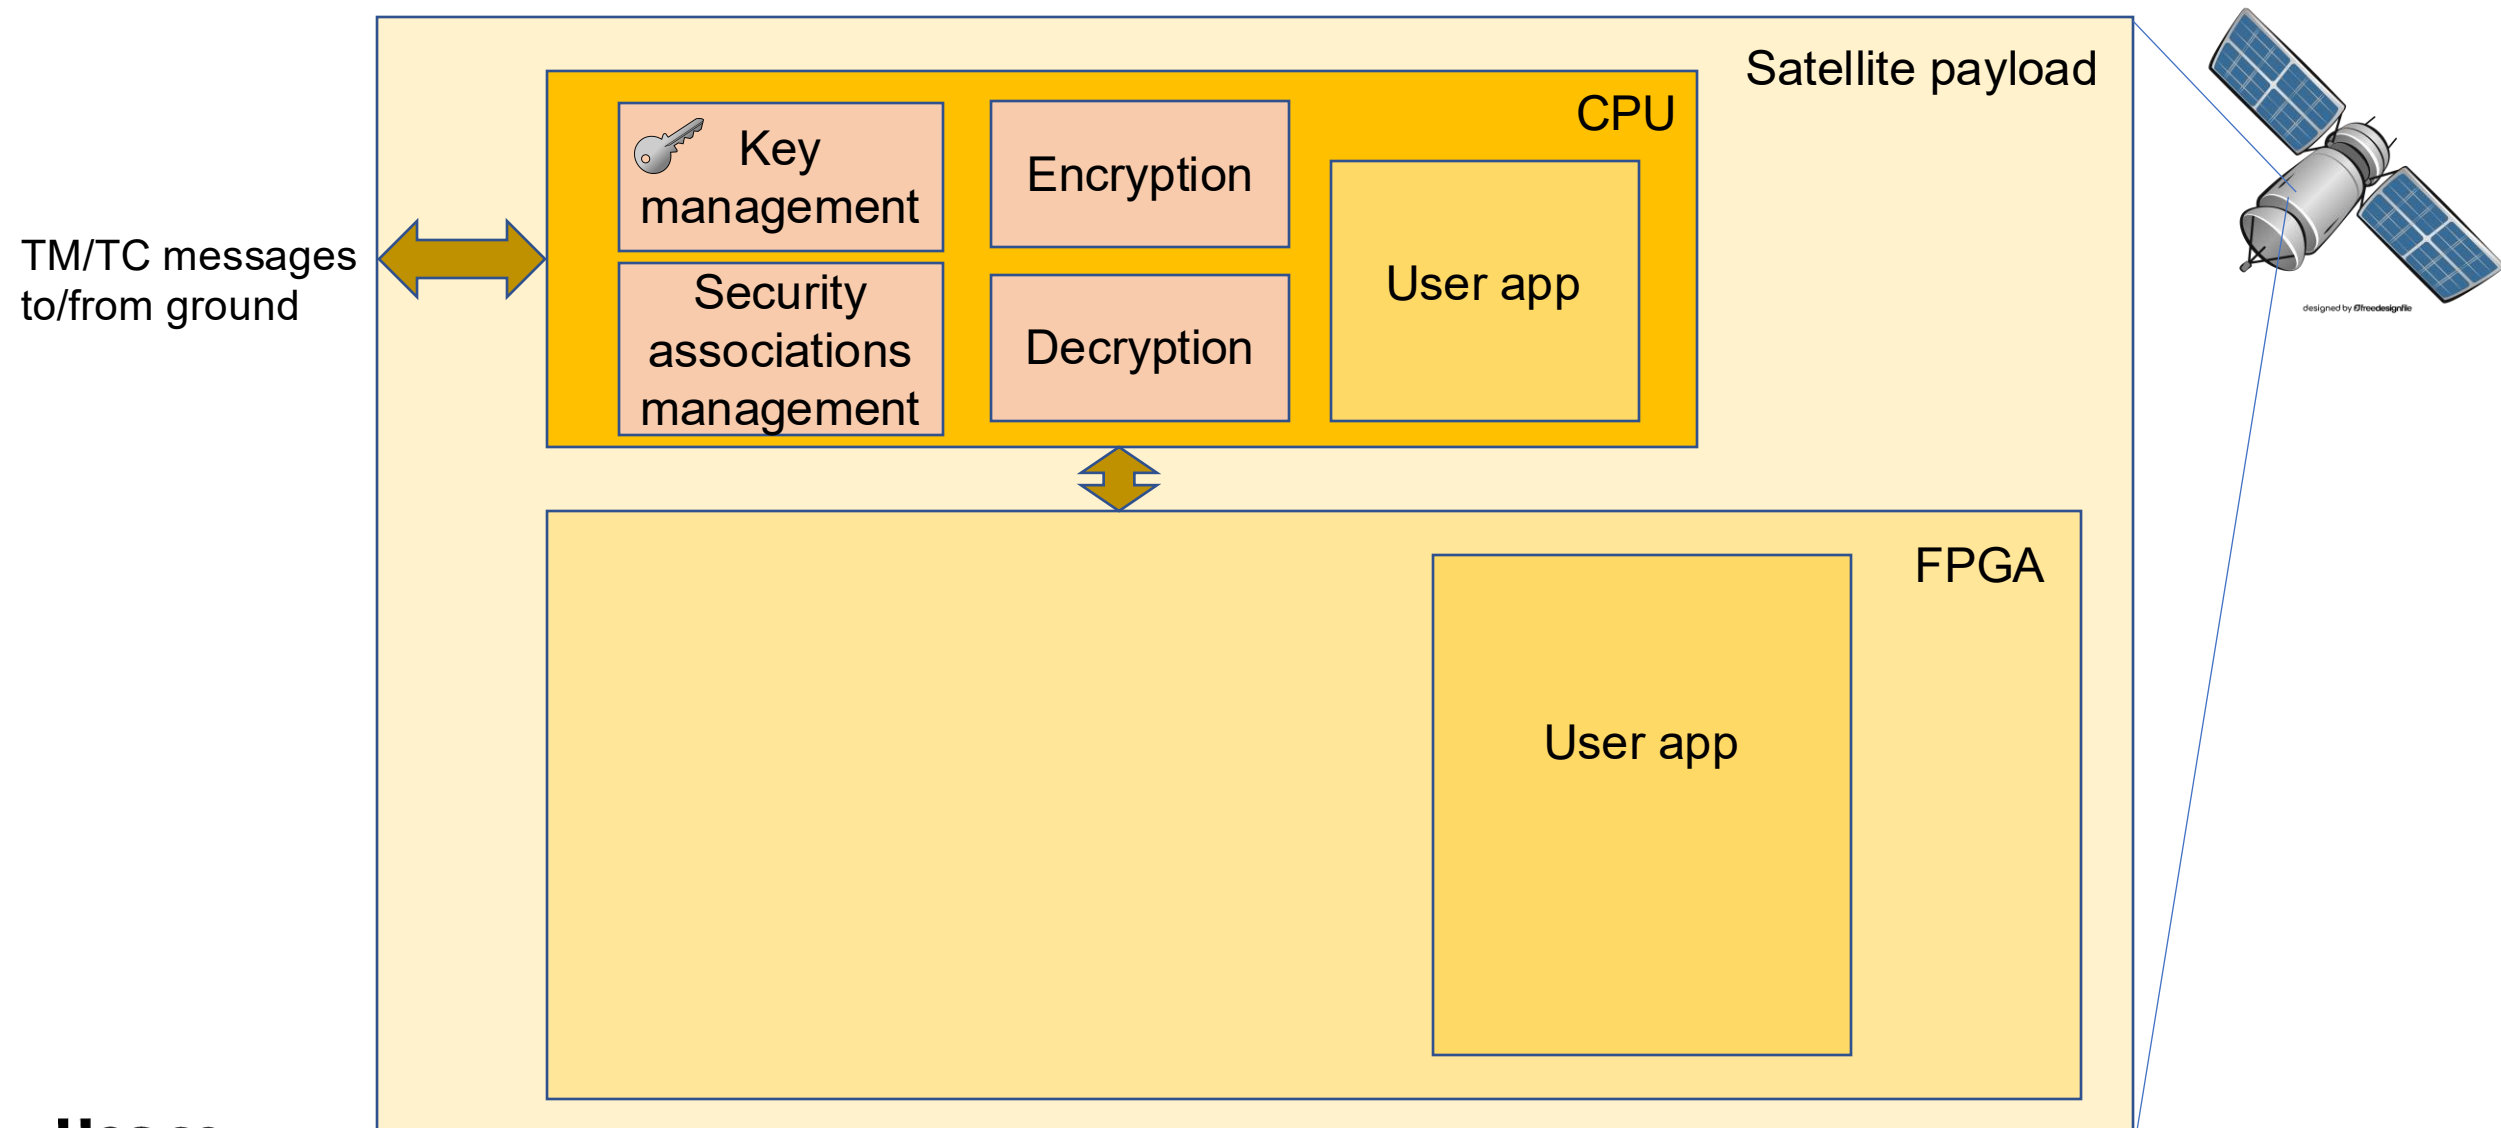 Satellite payload
CPU
Key
management
Encryption
Security
associations
management
Decryption
User app
TM/TC messages
to/from ground
designed by freedesignfile
FPGA
User app